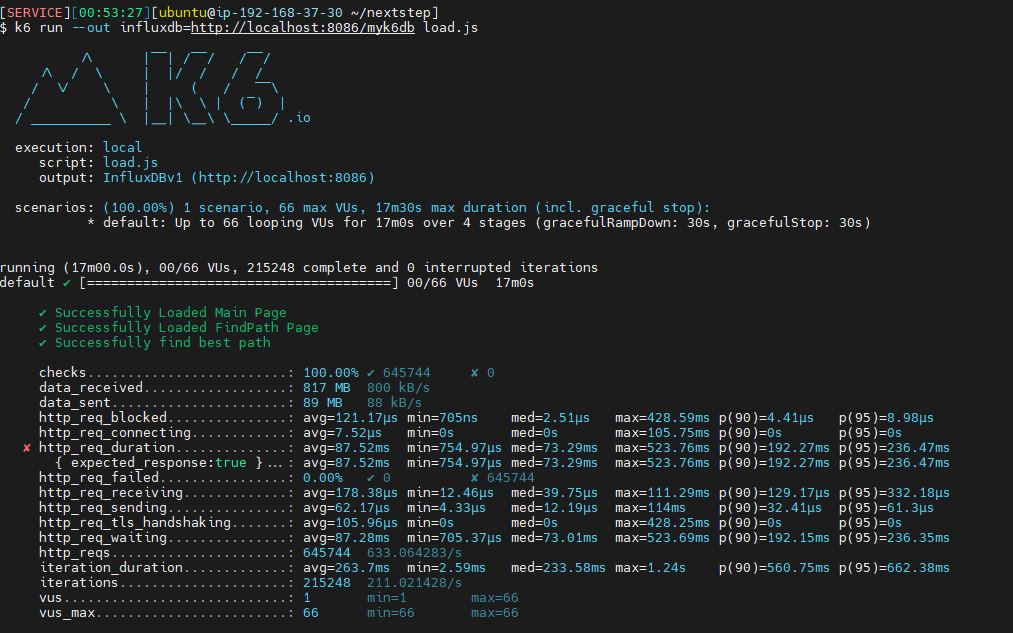 [SERVICE][00:53:27][ubuntu@ip-192-168-37-30 ~/nextstep]
$ k6 run --out influxdb=http://localhost:8086/myk6db load.js
          /\      |‾‾| /‾‾/   /‾‾/
     /\  /  \     |  |/  /   /  /
    /  \/    \    |     (   /   ‾‾\
   /          \   |  |\  \ |  (‾)  |
  / __________ \  |__| \__\ \_____/ .io
  execution: local
     script: load.js
     output: InfluxDBv1 (http://localhost:8086)
  scenarios: (100.00%) 1 scenario, 66 max VUs, 17m30s max duration (incl. graceful stop):
           * default: Up to 66 looping VUs for 17m0s over 4 stages (gracefulRampDown: 30s, gracefulStop: 30s)
running (17m00.0s), 00/66 VUs, 215248 complete and 0 interrupted iterations
default ✔ [======================================] 00/66 VUs  17m0s
     ✔ Successfully Loaded Main Page
     ✔ Successfully Loaded FindPath Page
     ✔ Successfully find best path
     checks.........................: 100.00% ✔ 645744     ✘ 0
     data_received..................: 817 MB  800 kB/s
     data_sent......................: 89 MB   88 kB/s
     http_req_blocked...............: avg=121.17µs min=705ns    med=2.51µs   max=428.59ms p(90)=4.41µs   p(95)=8.98µs
     http_req_connecting............: avg=7.52µs   min=0s       med=0s       max=105.75ms p(90)=0s       p(95)=0s
   ✘ http_req_duration..............: avg=87.52ms  min=754.97µs med=73.29ms  max=523.76ms p(90)=192.27ms p(95)=236.47ms
       { expected_response:true }...: avg=87.52ms  min=754.97µs med=73.29ms  max=523.76ms p(90)=192.27ms p(95)=236.47ms
     http_req_failed................: 0.00%   ✔ 0          ✘ 645744
     http_req_receiving.............: avg=178.38µs min=12.46µs  med=39.75µs  max=111.29ms p(90)=129.17µs p(95)=332.18µs
     http_req_sending...............: avg=62.17µs  min=4.33µs   med=12.19µs  max=114ms    p(90)=32.41µs  p(95)=61.3µs
     http_req_tls_handshaking.......: avg=105.96µs min=0s       med=0s       max=428.25ms p(90)=0s       p(95)=0s
     http_req_waiting...............: avg=87.28ms  min=705.37µs med=73.01ms  max=523.69ms p(90)=192.15ms p(95)=236.35ms
     http_reqs......................: 645744  633.064283/s
     iteration_duration.............: avg=263.7ms  min=2.59ms   med=233.58ms max=1.24s    p(90)=560.75ms p(95)=662.38ms
     iterations.....................: 215248  211.021428/s
     vus............................: 1       min=1        max=66
     vus_max........................: 66      min=66       max=66